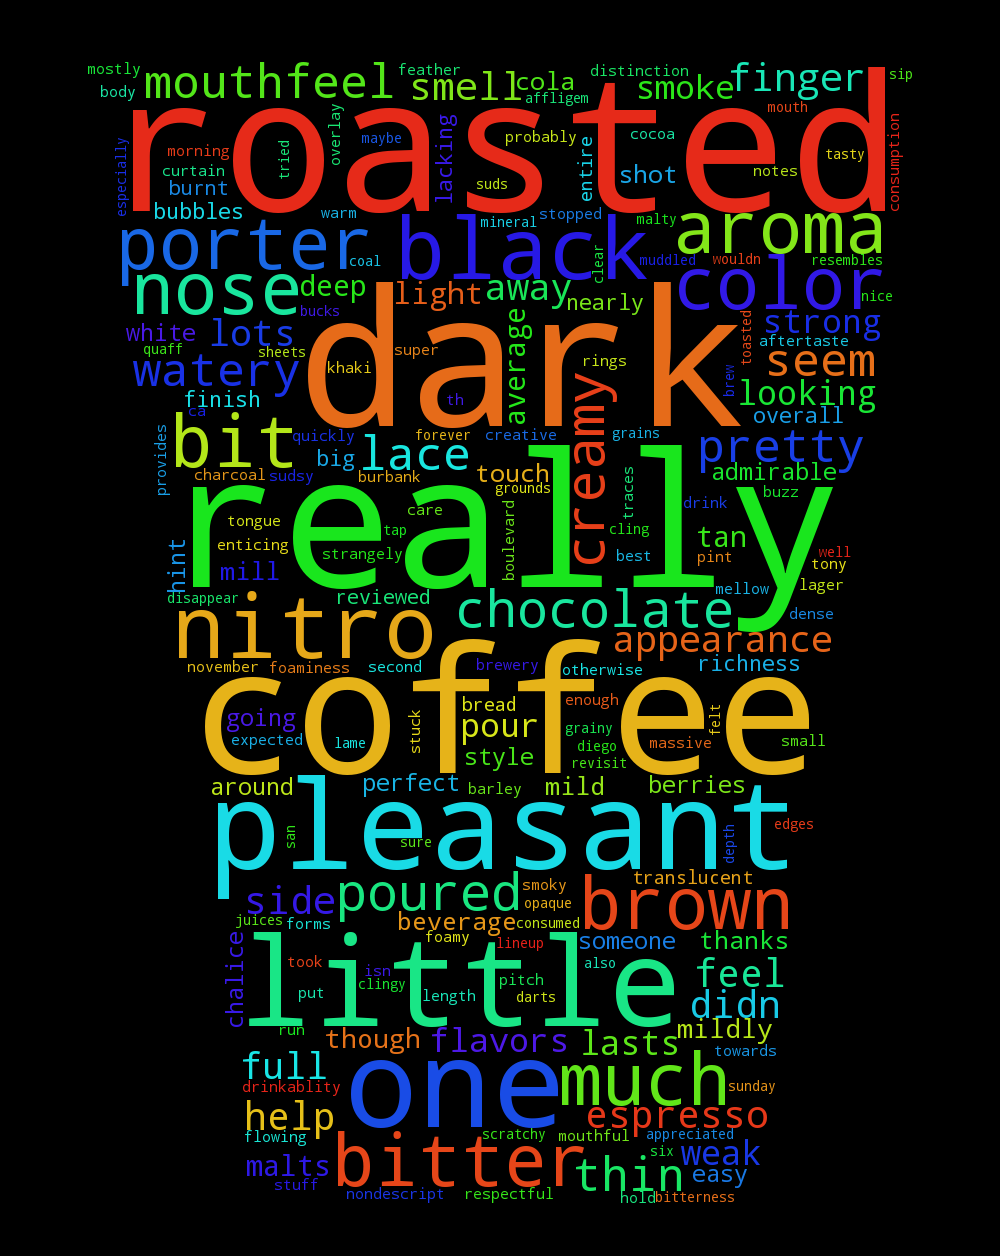 mostly
mouthfeel
feather
smell
cola
distinction
finger
sip
body
affligem
smoke
roasted
mouth
especially
morning
curtain
burnt
tried
overlay
maybe
lacking
suds
probably
entire
cocoa
shot
notes
tasty
consumption
bubbles
warm
mineral
stopped
malty
aroma
porter
coal
black
clear
muddled
wouldn
resembles
nose
deep
bucks
light
away
nearly
color
nice
white
lots
quaff
sheets
watery
finish
ca
dark
khaki
super
th
average
rings
creamy
toasted
brew
strong
aftertaste
seem
looking
overall
provides
bit
quickly
big
lace
forever
creative
grains
pretty
charcoal
sudsy
burbank
touch
grounds
admirable
buzz
tongue
enticing
care
tap
strangely
really
boulevard
traces
cling
best
drink
tan
pint
well
tony
hint
mill
disappear
reviewed
chocolate
mellow
lager
dense
nitro
appearance
november
foaminess
second
brewery
otherwise
richness
coffee
going
expected
lame
stuck
bread
pour
style
enough
grainy
diego
revisit
massive
felt
small
around
perfect
barley
mild
berries
pleasant
san
sure
depth
edges
side
poured
smoky
opaque
translucent
brown
juices
forms
beverage
consumed
foamy
lineup
someone
thanks
chalice
little
took
put
isn
clingy
length
pitch
darts
also
feel
didn
run
though
flavors
lasts
mildly
towards
full
drinkablity
one
much
sunday
help
flowing
espresso
scratchy
mouthful
appreciated
six
weak
malts
stuff
bitter
thin
easy
nondescript
respectful
hold
bitterness